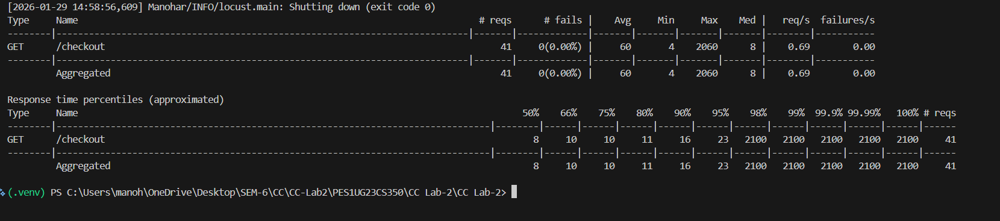 [2026-01-29 14:58:56,609] Manohar/INFO/locust.main: Shutting down (exit code 0)
Type     Name                                                                          # reqs      # fails |    Avg     Min     Max    Med |   req/s  failures/s
--------|----------------------------------------------------------------------------|-------|-------------|-------|-------|-------|-------|--------|-----------
GET      /checkout                                                                         41     0(0.00%) |     60       4    2060      8 |    0.69        0.00
--------|----------------------------------------------------------------------------|-------|-------------|-------|-------|-------|-------|--------|-----------
         Aggregated                                                                        41     0(0.00%) |     60       4    2060      8 |    0.69        0.00
Response time percentiles (approximated)
Type     Name                                                                                  50%    66%    75%    80%    90%    95%    98%    99%  99.9% 99.99%   100% # reqs
--------|--------------------------------------------------------------------------------|--------|------|------|------|------|------|------|------|------|------|------|------
GET      /checkout                                                                               8     10     10     11     16     23   2100   2100   2100   2100   2100     41
--------|--------------------------------------------------------------------------------|--------|------|------|------|------|------|------|------|------|------|------|------
         Aggregated                                                                              8     10     10     11     16     23   2100   2100   2100   2100   2100     41
(.venv) PS C:\Users\manoh\OneDrive\Desktop\SEM-6\CC\CC-Lab2\PES1UG23CS350\CC Lab-2\CC Lab-2>